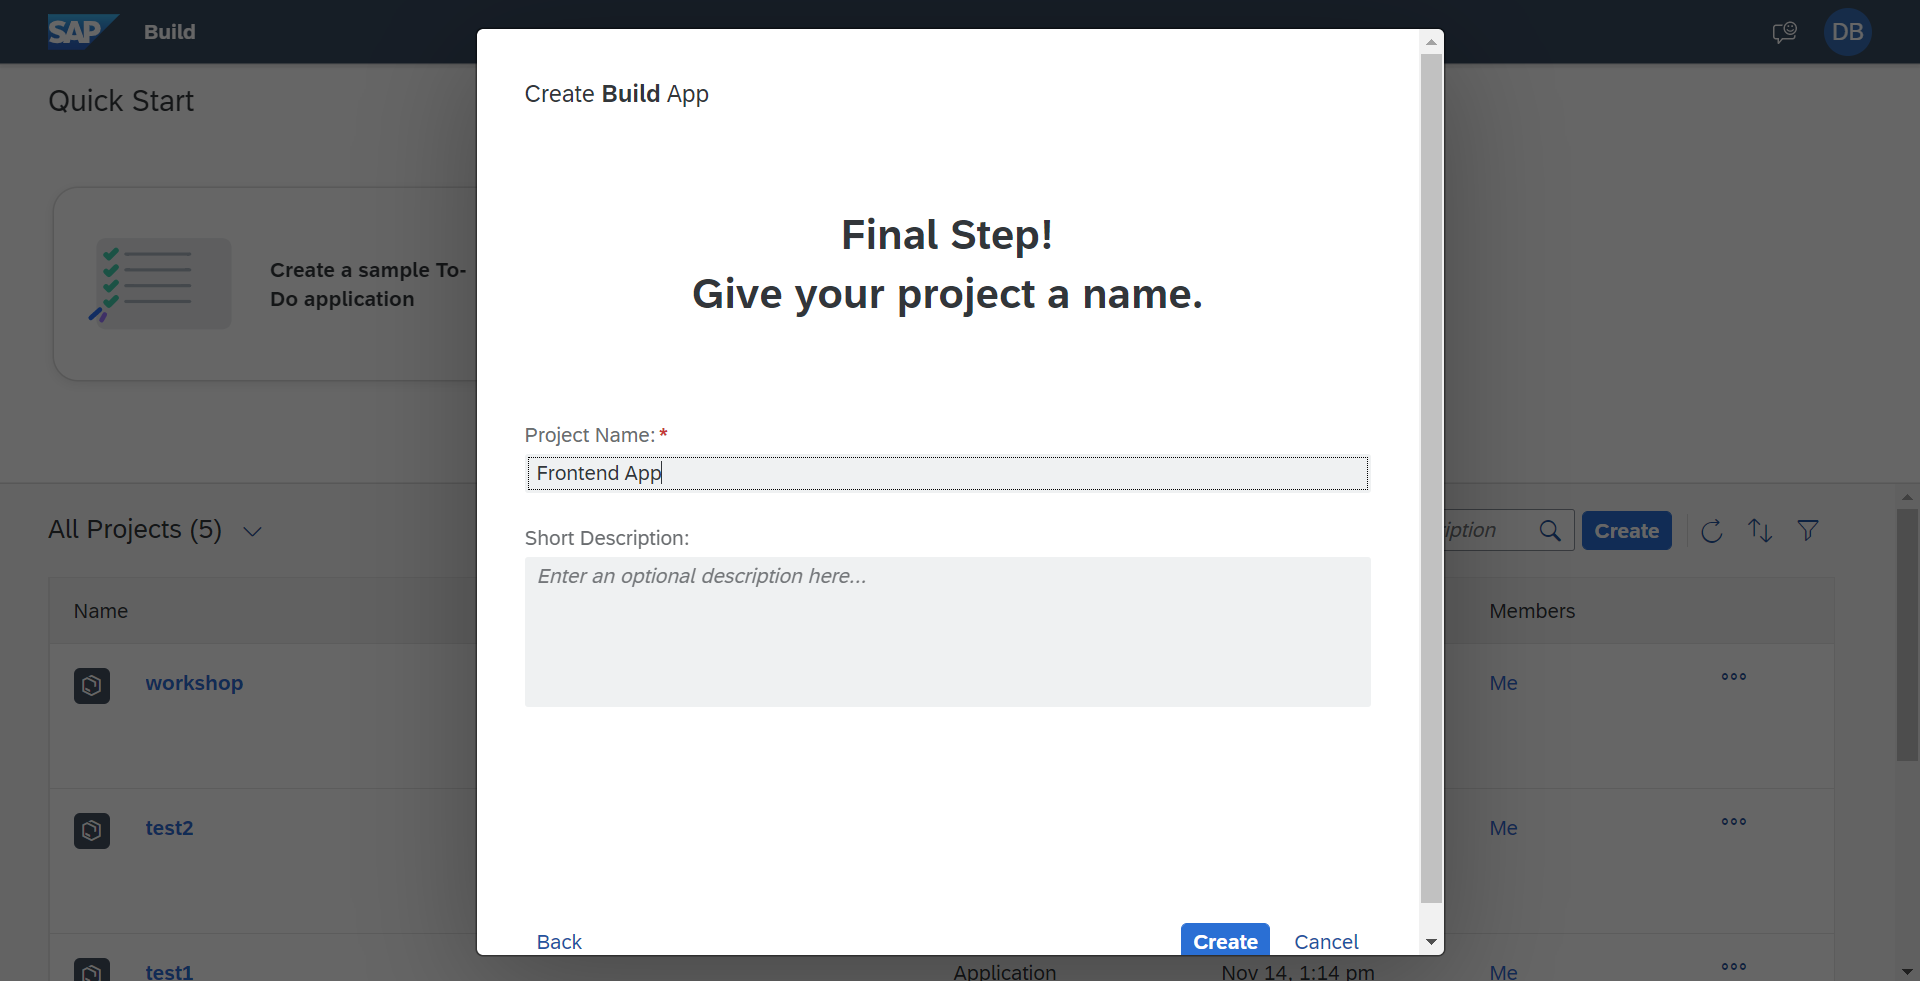 SAP Build
DB
Quick Start
Create a sample To-
Do application
Create Build App
Final Step!
Give your project a name.
Project Name: *
Frontend App
Short Description:
Enter an optional description here...
Back
Create
Cancel
All Projects (5)
Create
Name
Members
workshop
Me
test2
Me
test1
Application
Nov 14, 1:14 pm
Me